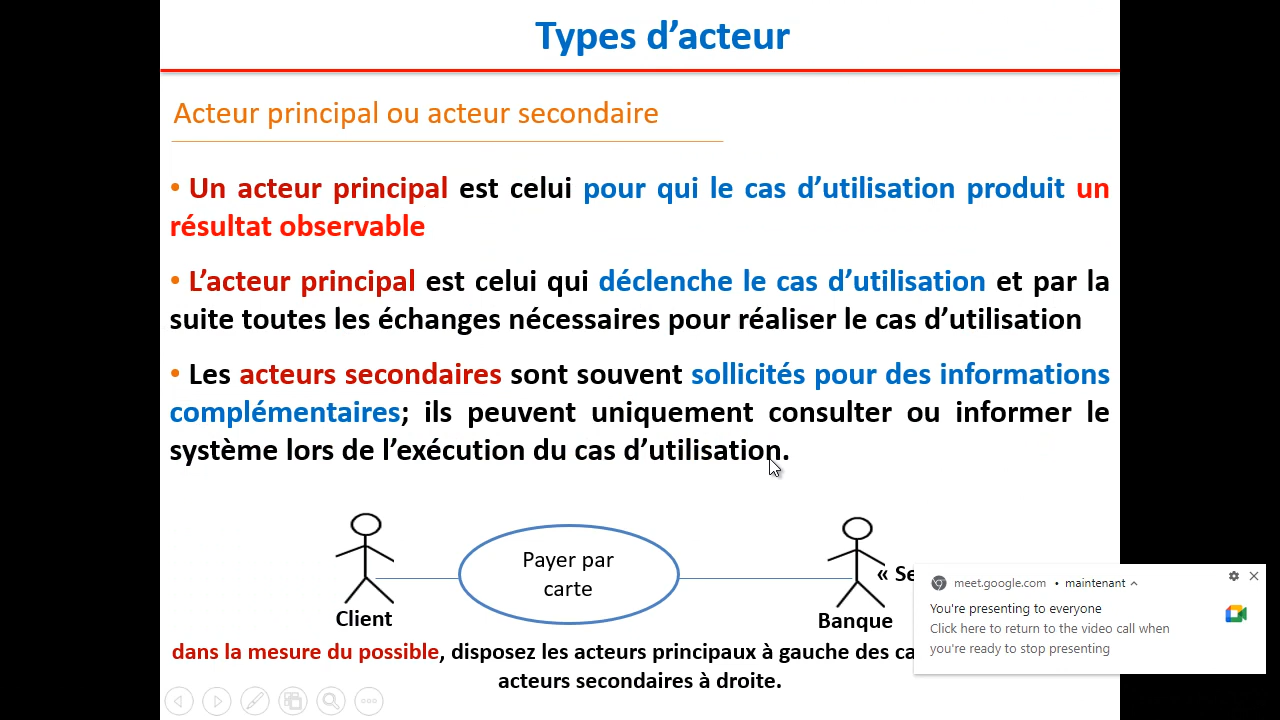 Types d’acteur
Acteur principal ou acteur secondaire
• Un acteur principal est celui pour qui le cas d’utilisation produit un
résultat observable
• L’acteur principal est celui qui déclenche le cas d’utilisation et par la
suite toutes les échanges nécessaires pour réaliser le cas d’utilisation
• Les acteurs secondaires sont souvent sollicités pour des informations
complémentaires; ils peuvent uniquement consulter ou informer le
système lors de l’exécution du cas d’utilisation.
Payer par
carte
« Se
Client
Banque
dans la mesure du possible, disposez les acteurs principaux à gauche des ca
acteurs secondaires à droite.
meet.google.com • maintenant
You're presenting to everyone
Click here to return to the video call when
you're ready to stop presenting